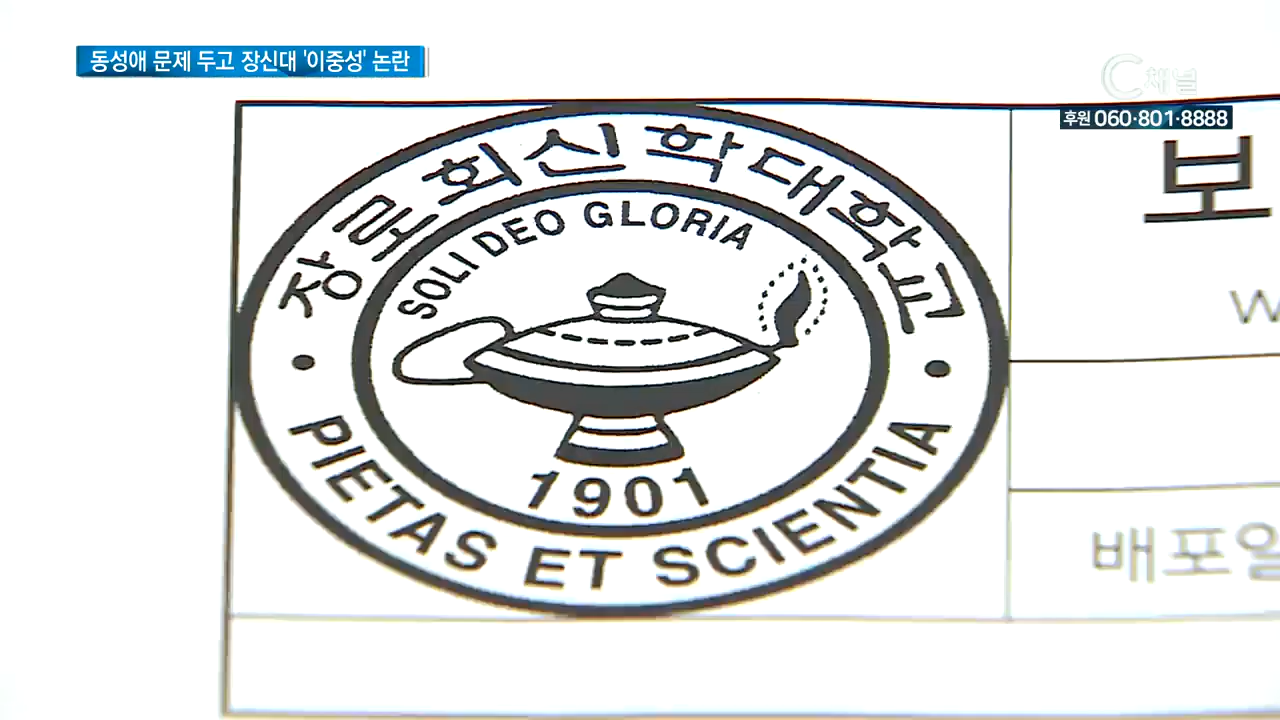 동성애 문제 두고 장신대 '이중성' 논란
C채널
후원 060·801·8888
장로회신학대학교
SOLI DEO GLORIA
1901
PIETAS ET SCIENTIA
보
W
배포일